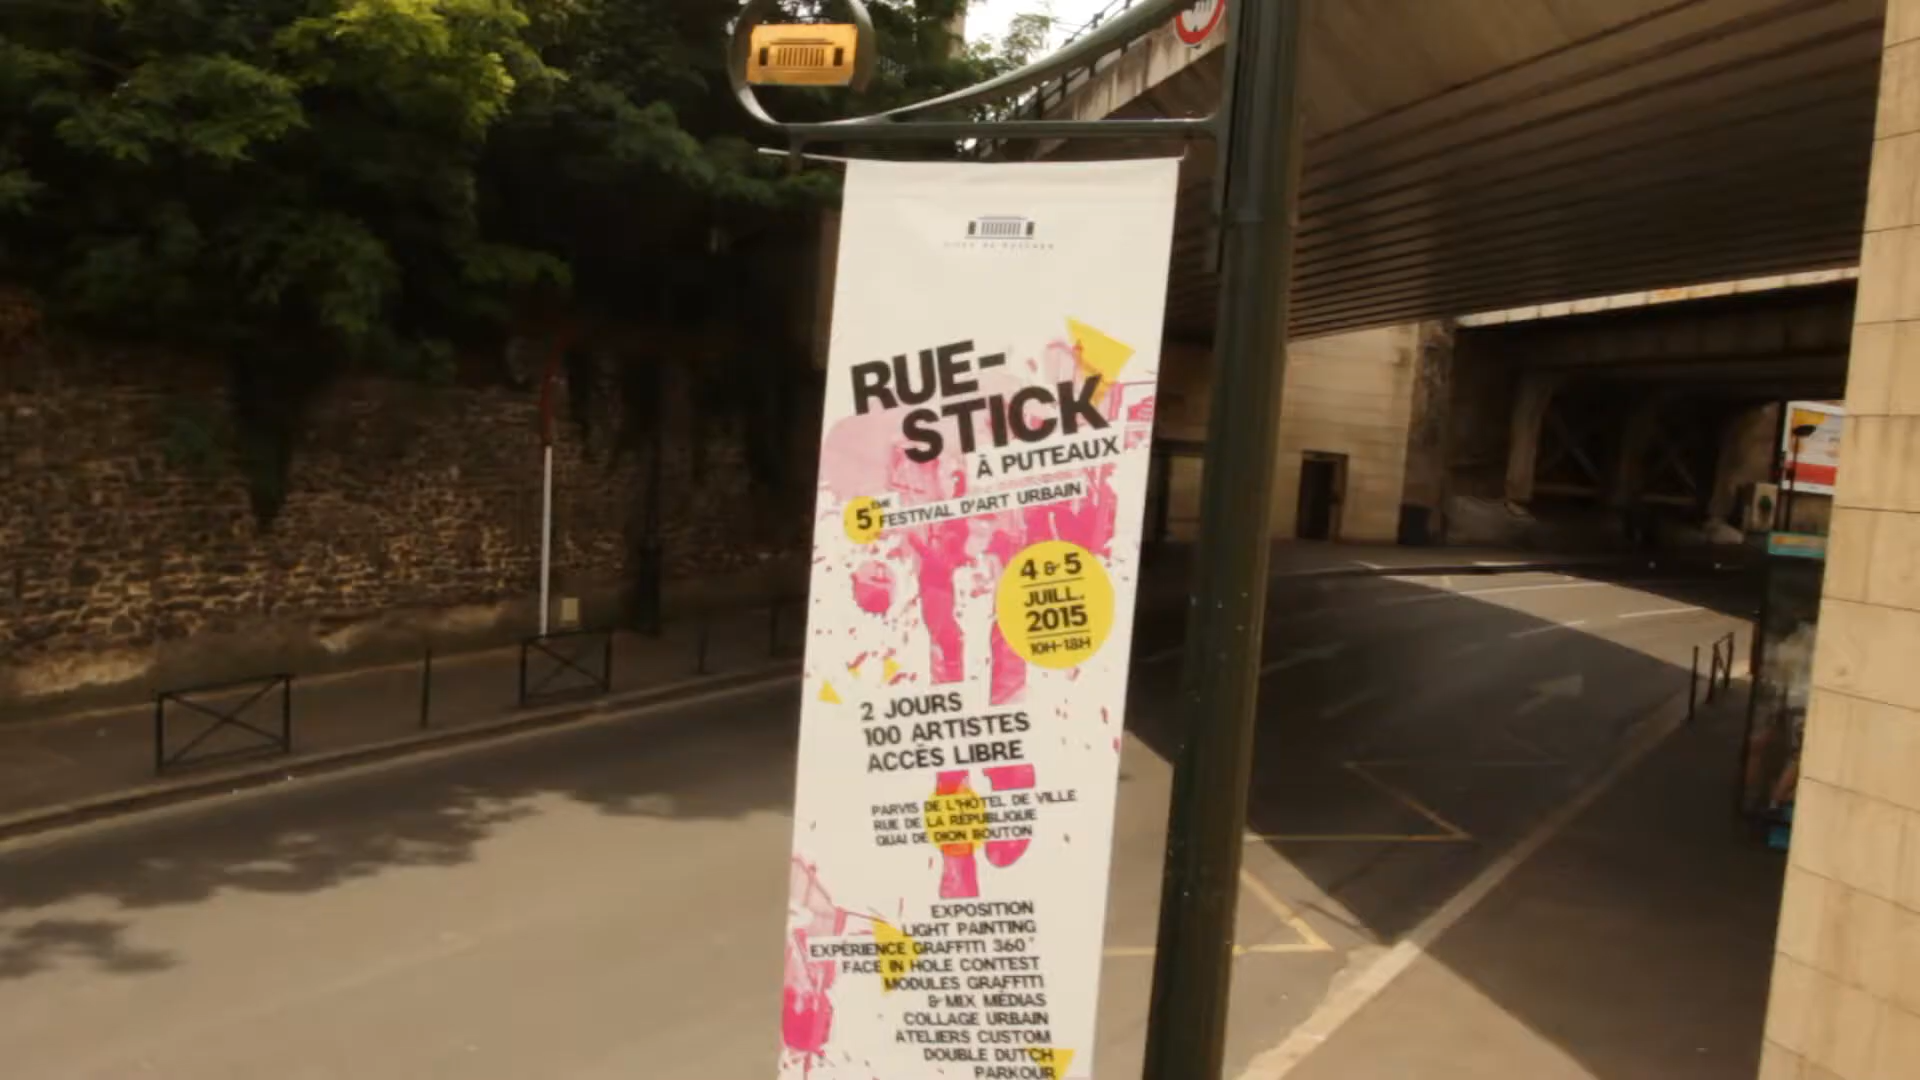 RUE-
STICK
À PUTEAUX
5ÈME FESTIVAL D'ART URBAIN
4 & 5
JUILL.
2015
10H-18H
2 JOURS
100 ARTISTES
ACCÈS LIBRE
PARVIS DE L'HÔTEL DE VILLE
RUE DE LA RÉPUBLIQUE
QUAI DE DION BOUTON
EXPOSITION
LIGHT PAINTING
EXPÉRIENCE GRAFFITI 360°
FACE IN HOLE CONTEST
MODULES GRAFFITI
& MIX MÉDIAS
COLLAGE URBAIN
ATELIERS CUSTOM
DOUBLE DUTCH
PARKOUR